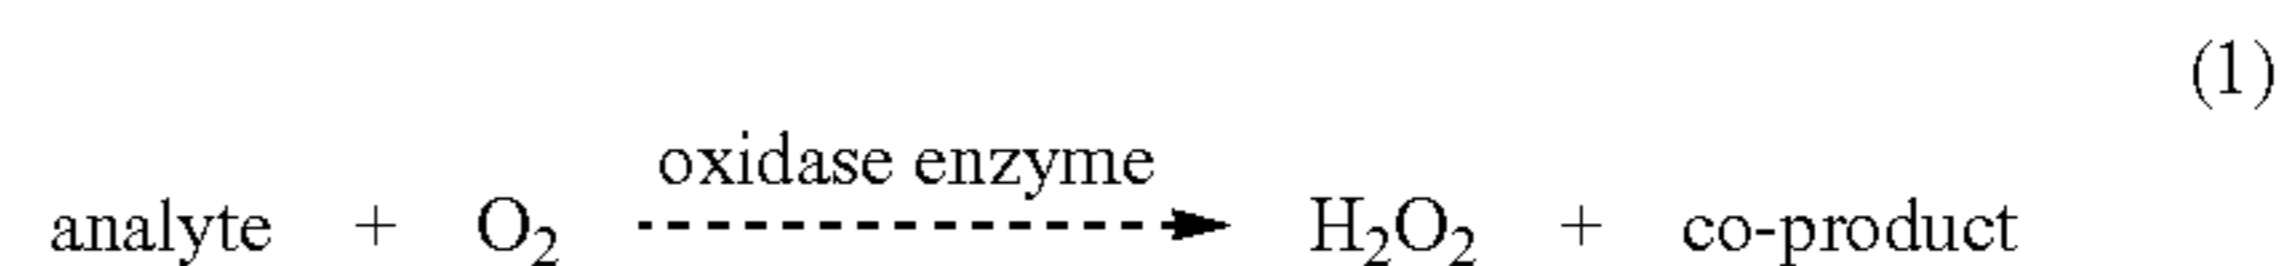 (1)
oxidase enzyme
analyte + O₂ ⇢ H₂O₂ + co-product